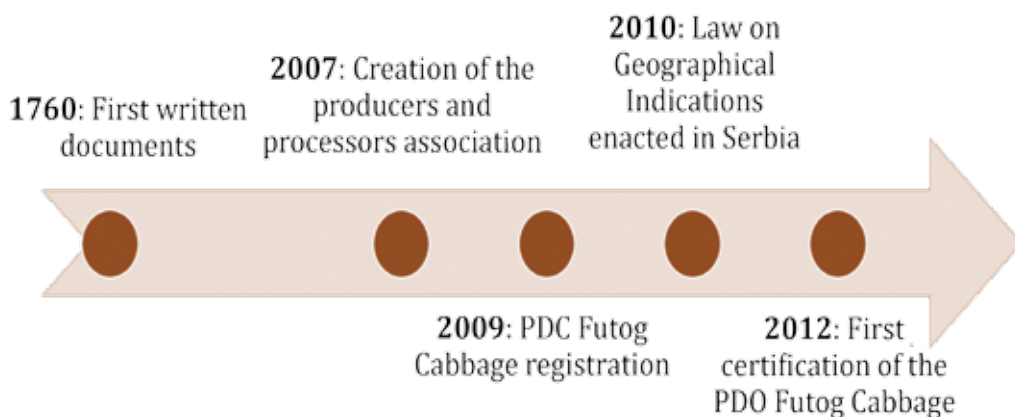 1760: First written
documents
2007: Creation of the
producers and
processors association
2009: PDC Futog
Cabbage registration
2010: Law on
Geographical
Indications
enacted in Serbia
2012: First
certification of the
PDO Futog Cabbage